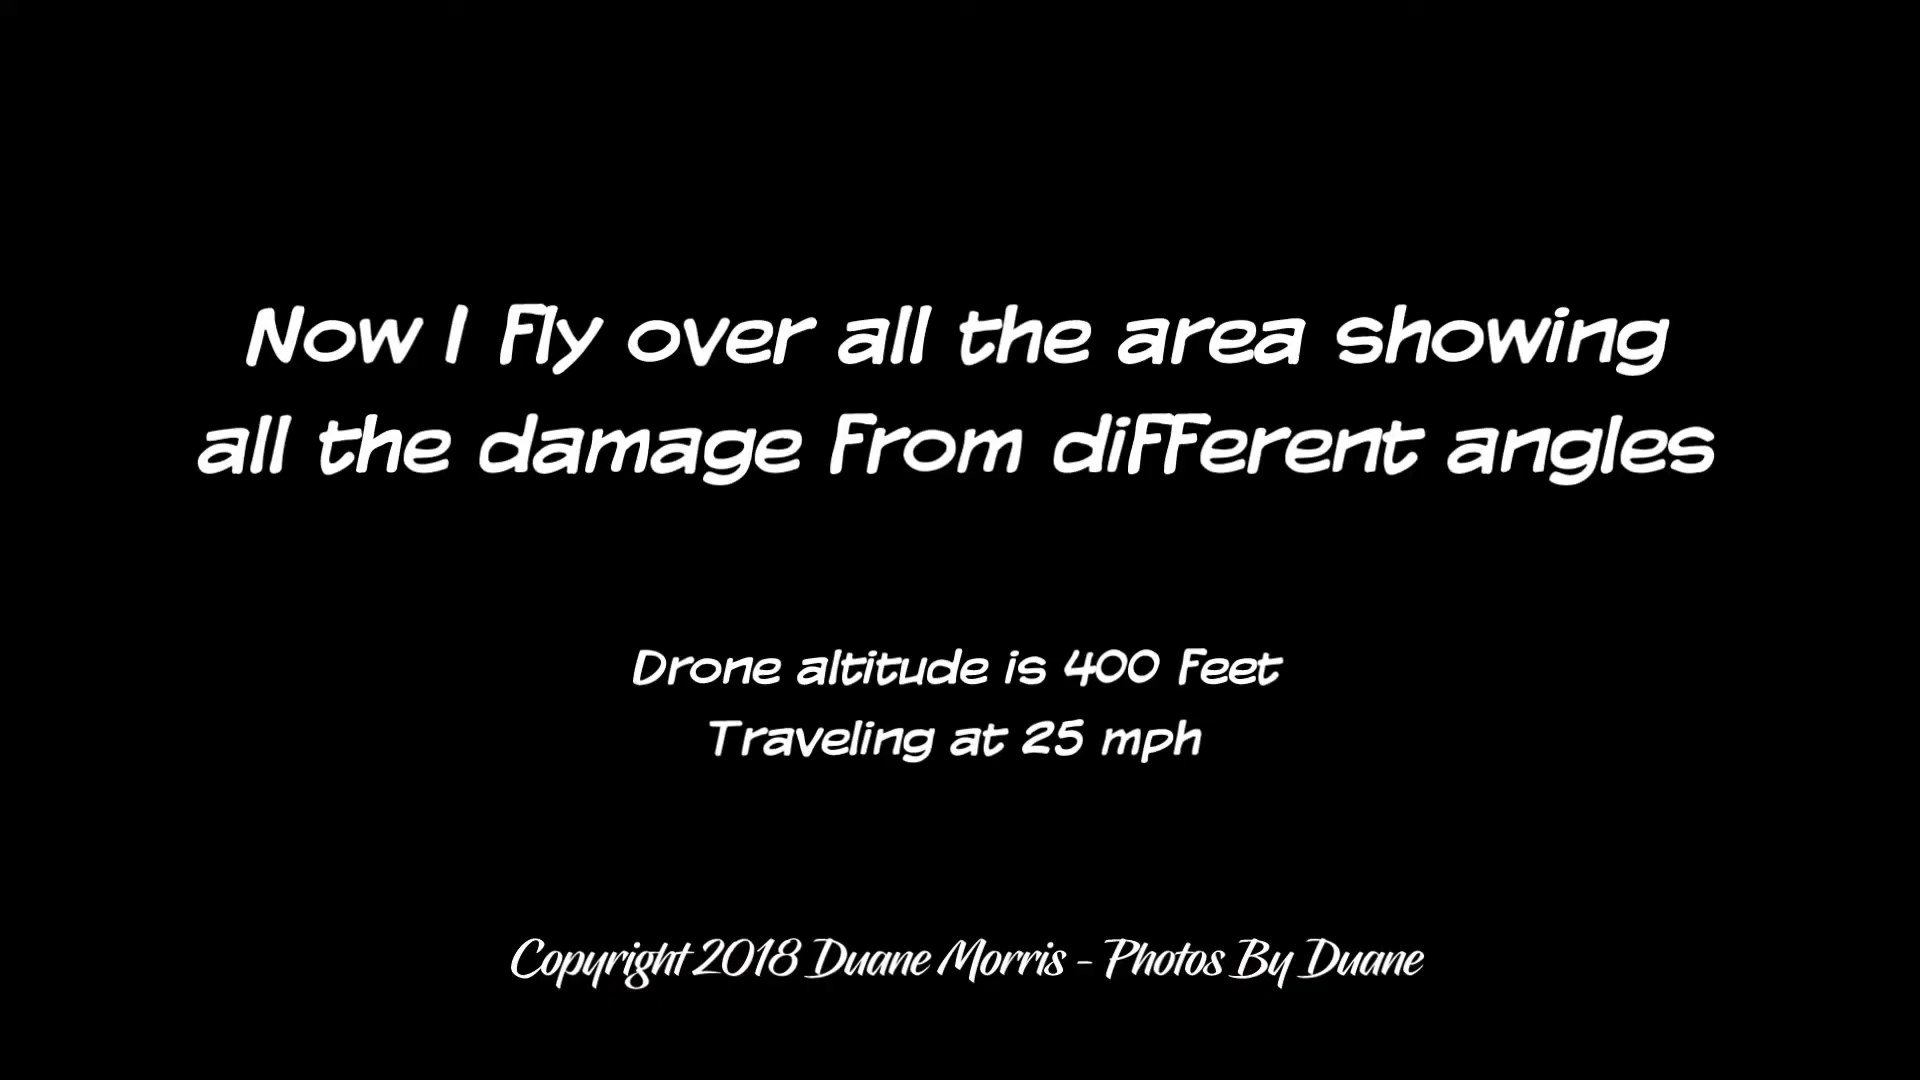 Now I fly over all the area showing
all the damage from different angles
Drone altitude is 400 feet
Traveling at 25 mph
Copyright 2018 Duane Morris - Photos By Duane